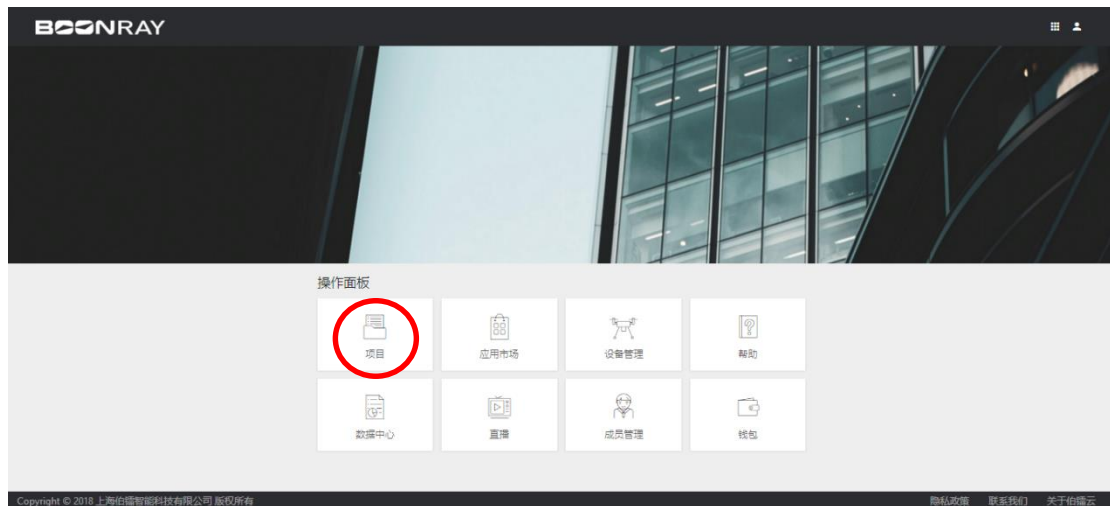 BOONRAY
操作面板
项目 应用市场 设备管理 帮助
数据中心 直播 成员管理 钱包
Copyright © 2018 上海伯镭智能科技有限公司 版权所有 隐私政策 联系我们 关于伯镭云